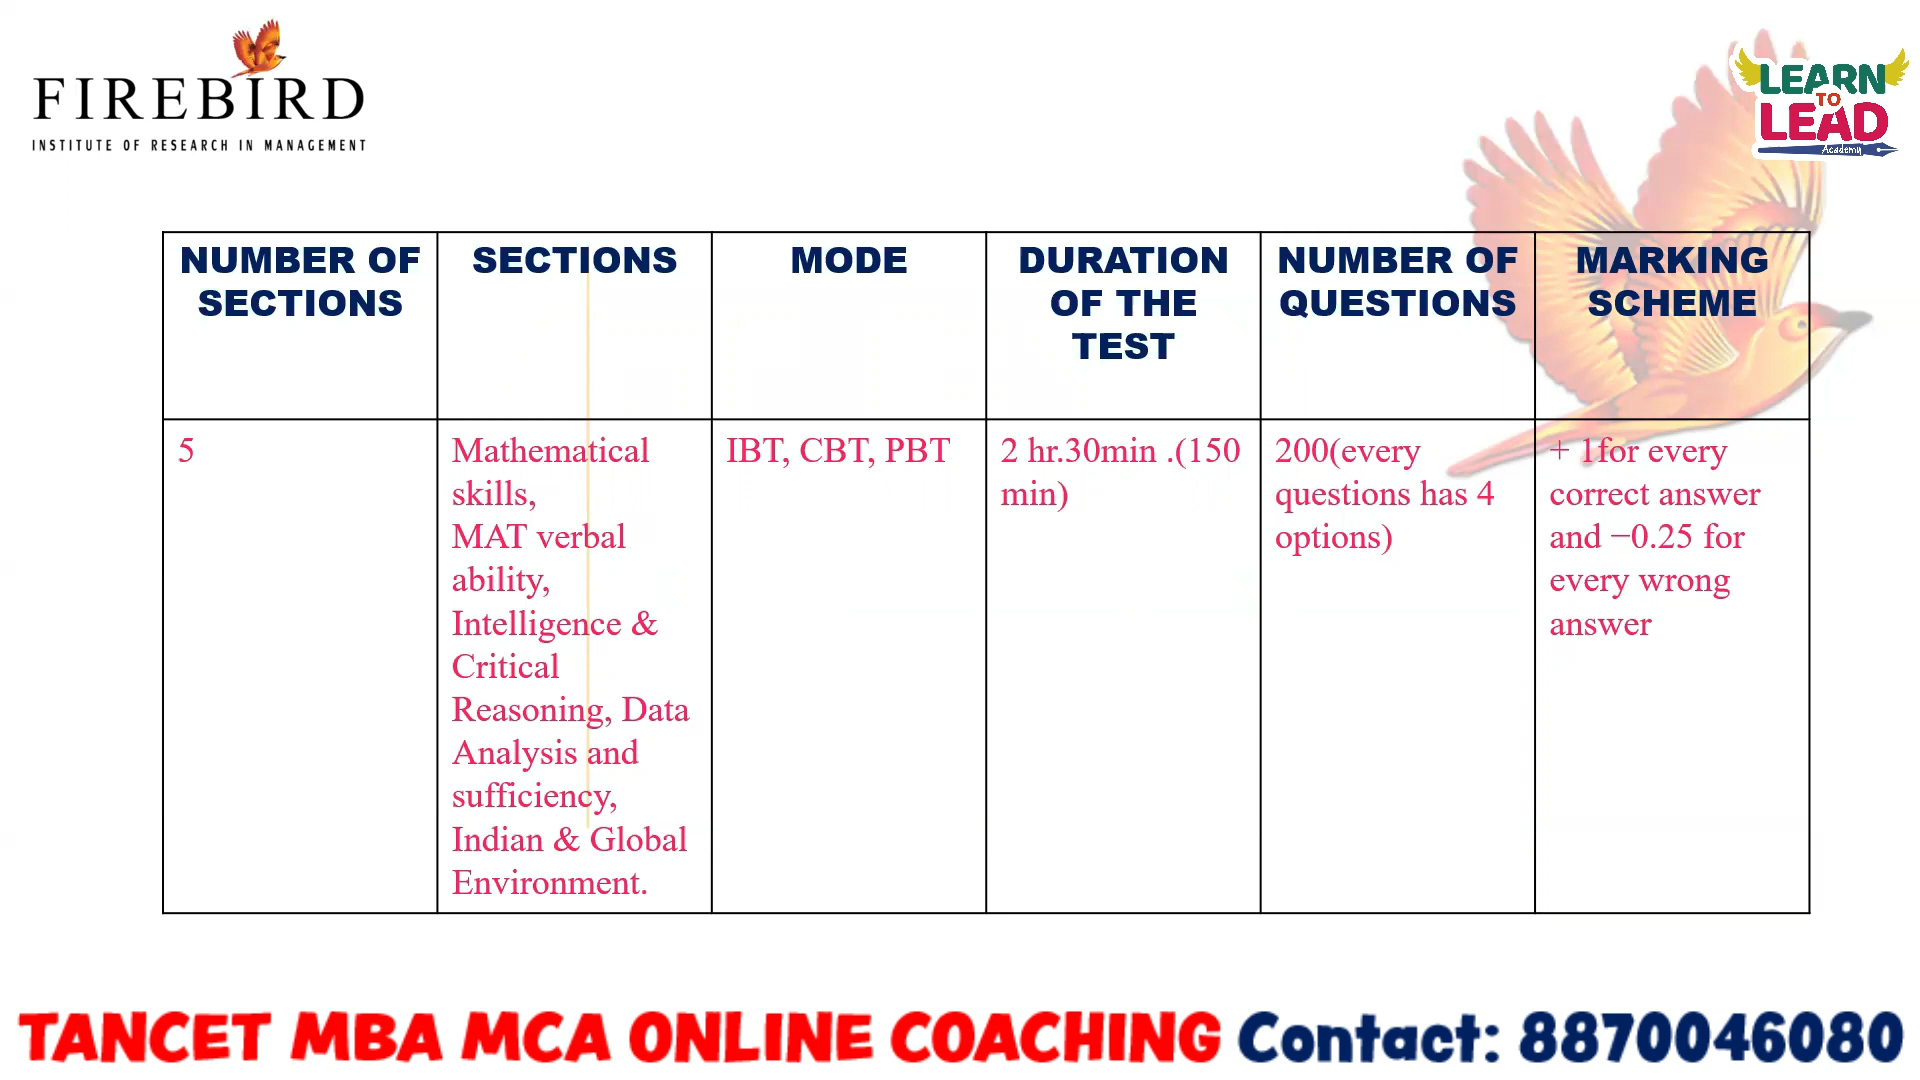 FIREBIRD
INSTITUTE OF RESEARCH IN MANAGEMENT
LEARN
TO
LEAD
Academy
NUMBER OF
SECTIONS
SECTIONS
MODE
DURATION
OF THE
TEST
NUMBER OF
QUESTIONS
MARKING
SCHEME
5
Mathematical
skills,
MAT verbal
ability,
Intelligence &
Critical
Reasoning, Data
Analysis and
sufficiency,
Indian & Global
Environment.
IBT, CBT, PBT
2 hr.30min .(150
min)
200(every
questions has 4
options)
+ 1for every
correct answer
and −0.25 for
every wrong
answer
TANCET MBA MCA ONLINE COACHING Contact: 8870046080